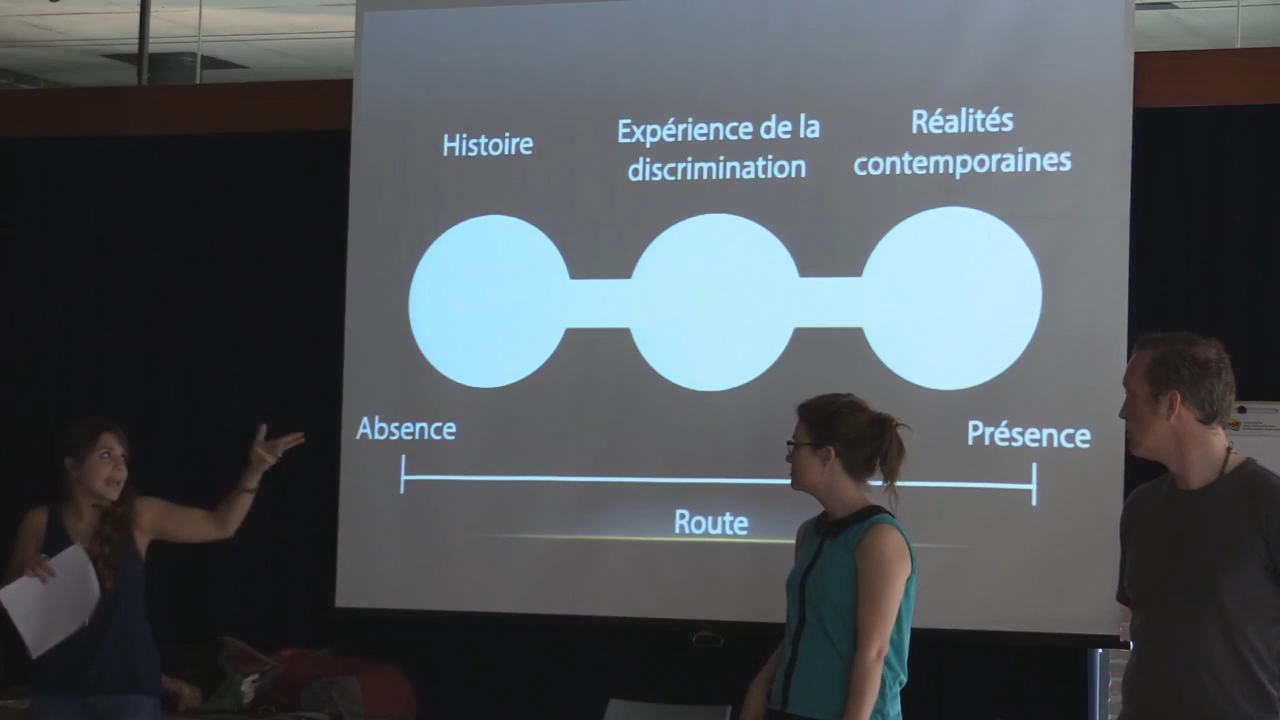 Histoire
Expérience de la
discrimination
Réalités
contemporaines
Absence
Présence
Route